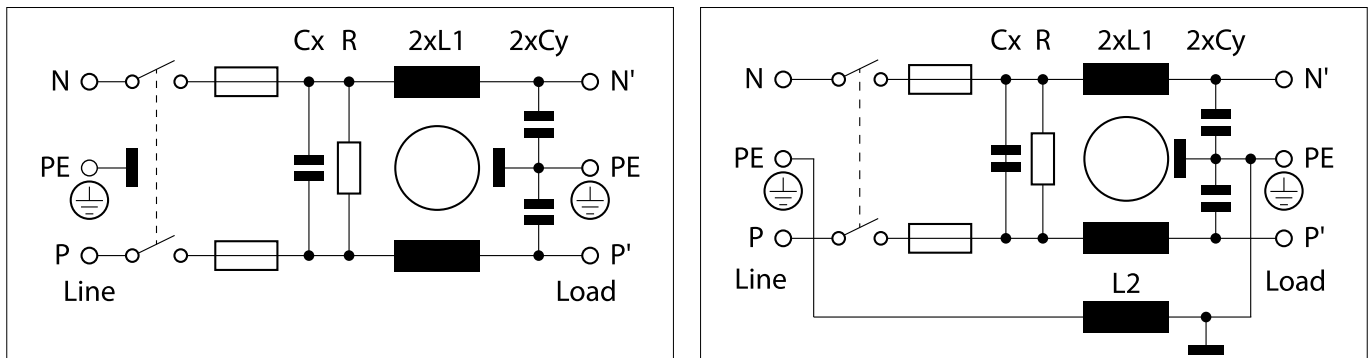 Cx R 2xL1 2xCy
N N'
PE PE
P P'
Line Load
Cx R 2xL1 2xCy
N N'
PE PE
P P'
Line L2 Load